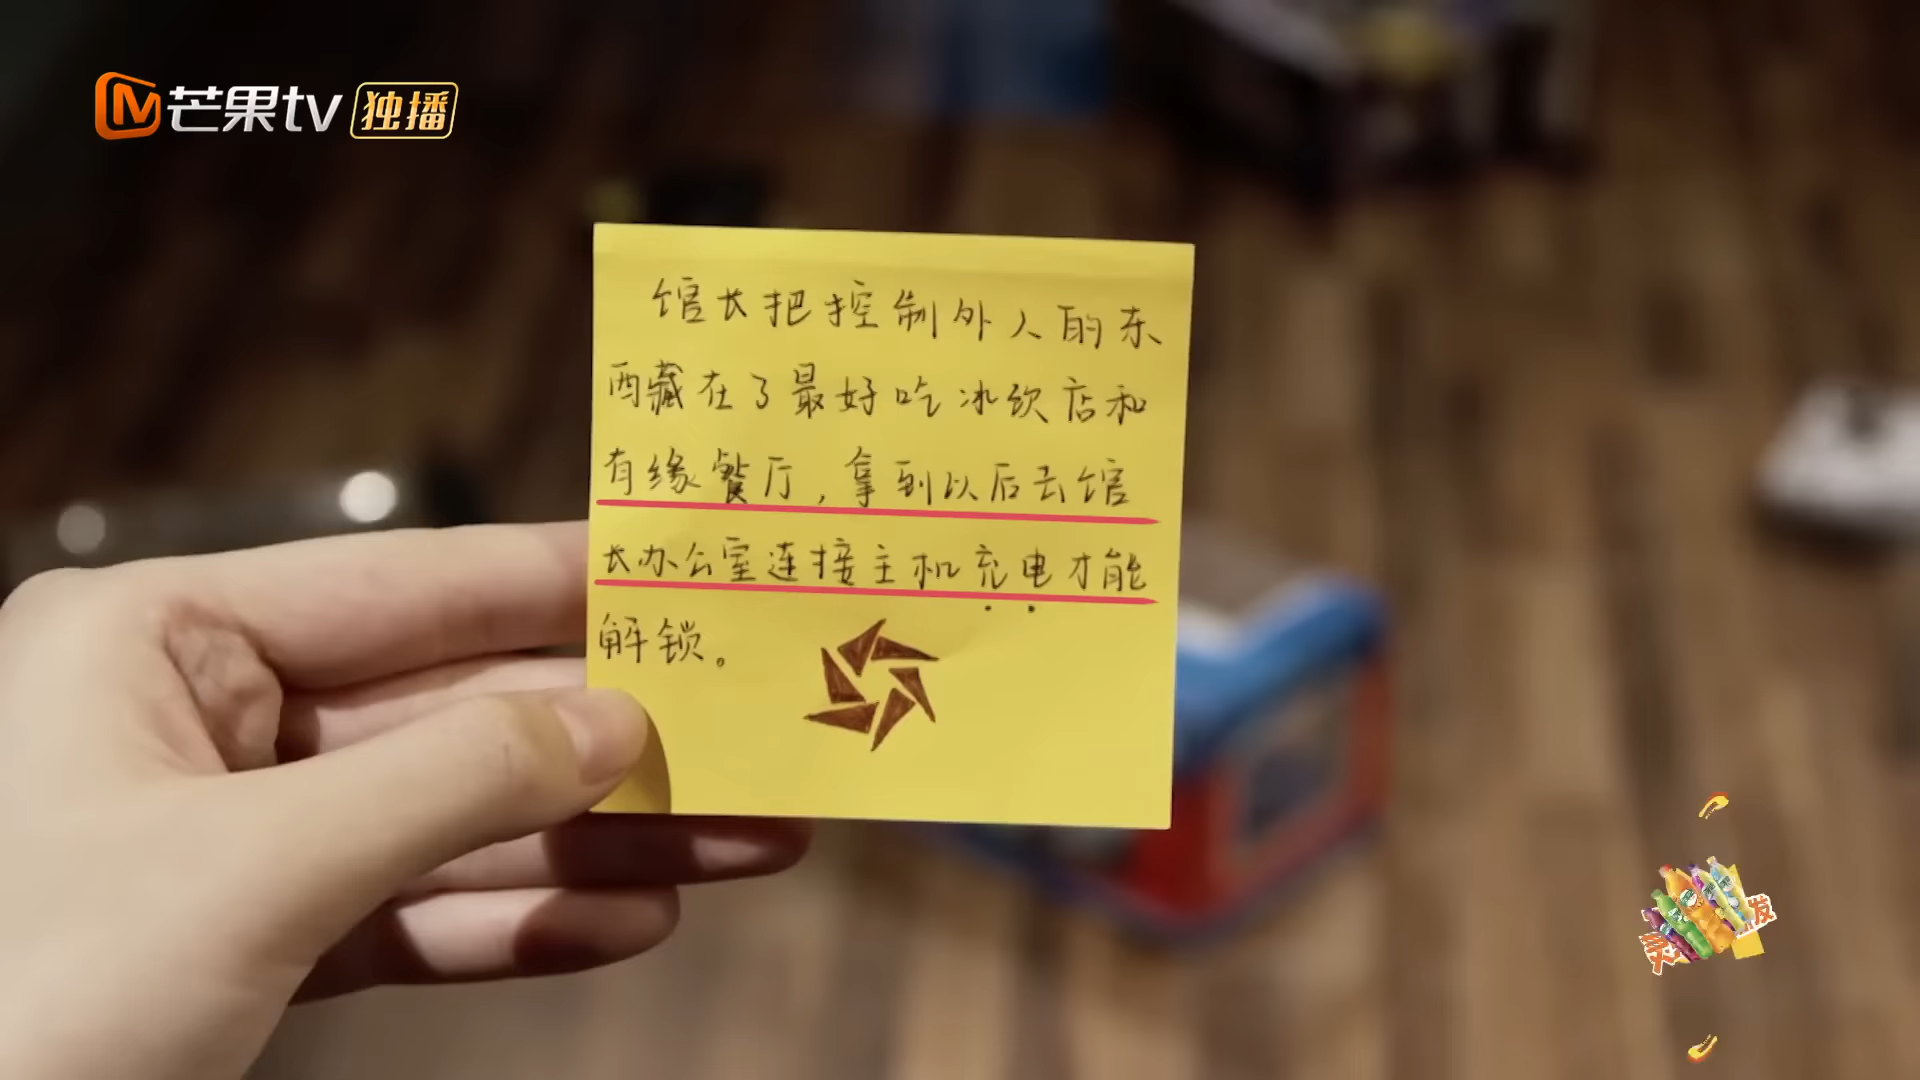 芒果tv 独播
馆长把控制外人的东
西藏在了最好吃冰饮店和
有缘餐厅，拿到以后去馆
长办公室连接主机充电才能
解锁。
发